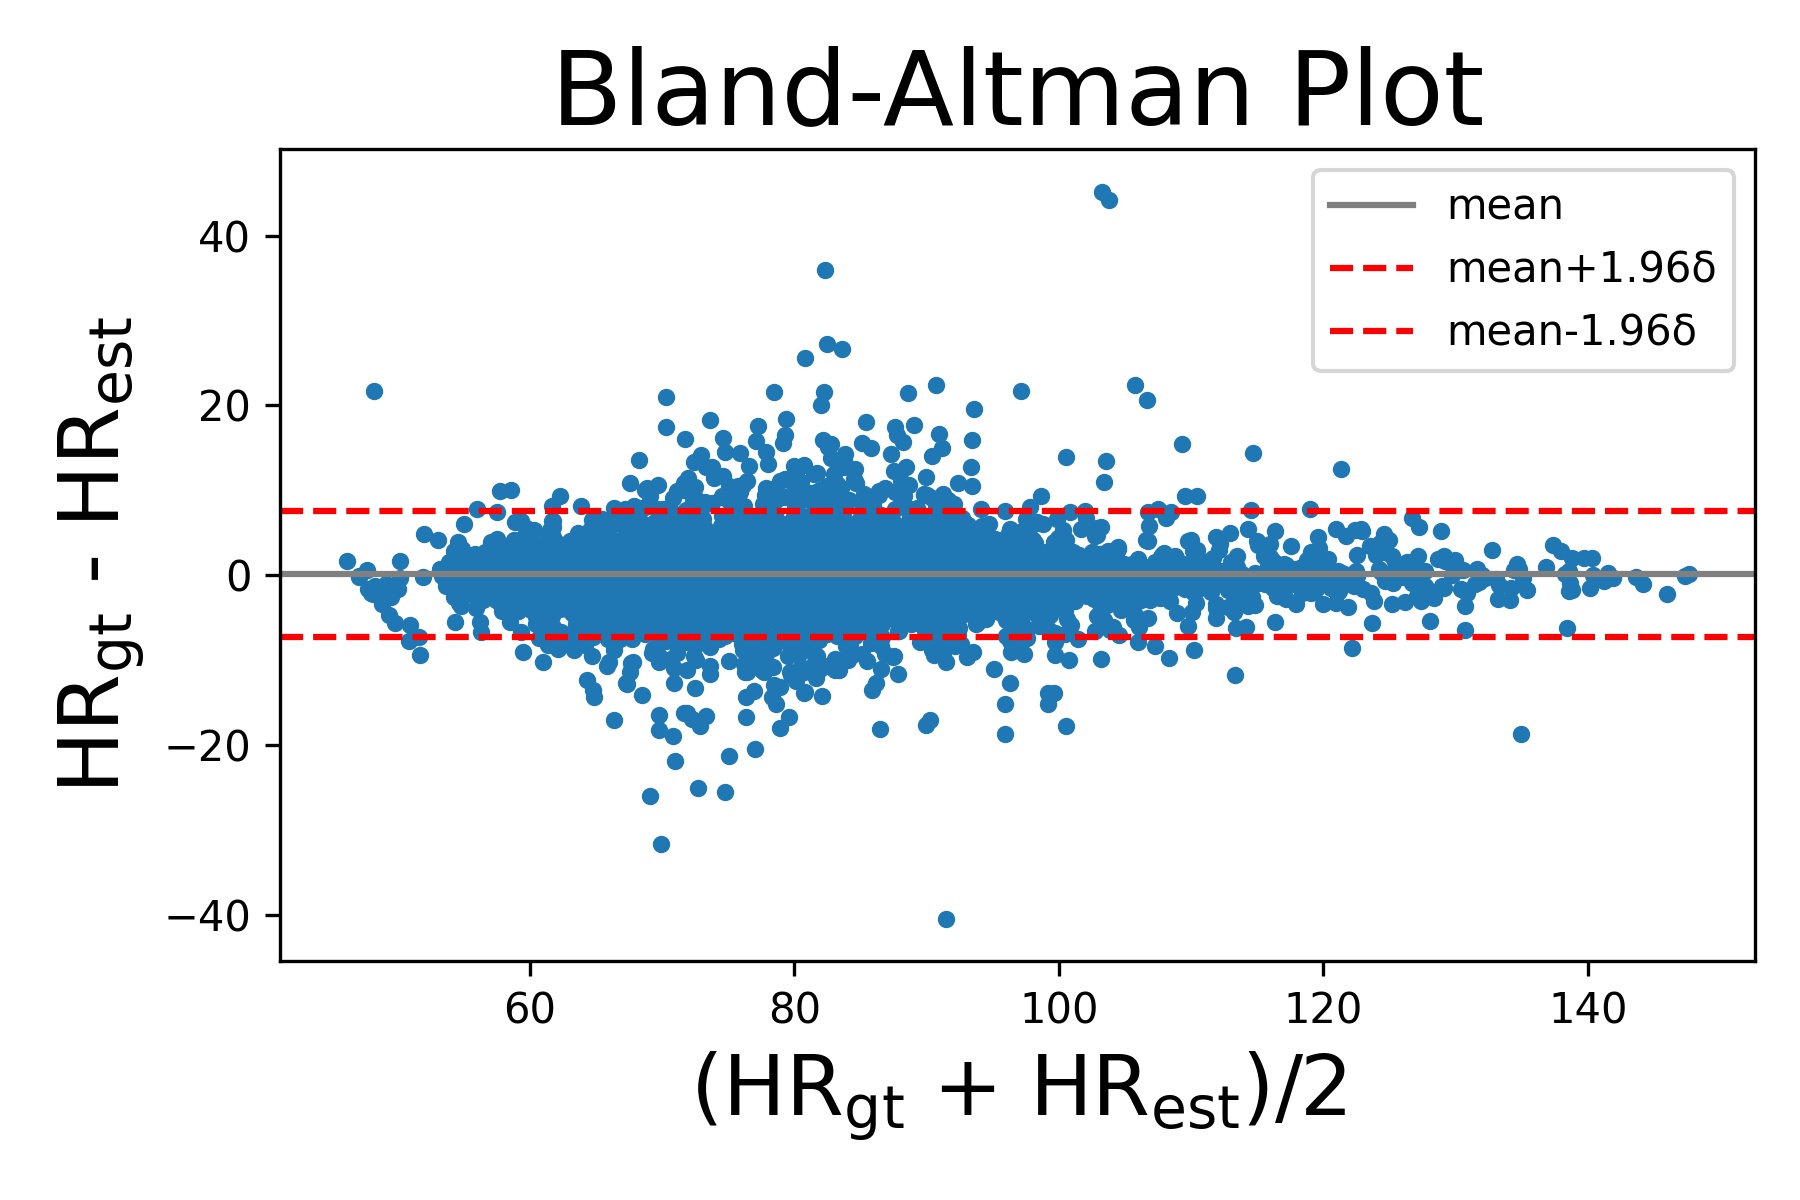 Bland-Altman Plot
HRgt - HRest
40
20
0
−20
−40
mean
mean+1.96δ
mean-1.96δ
60 80 100 120 140
(HRgt + HRest)/2